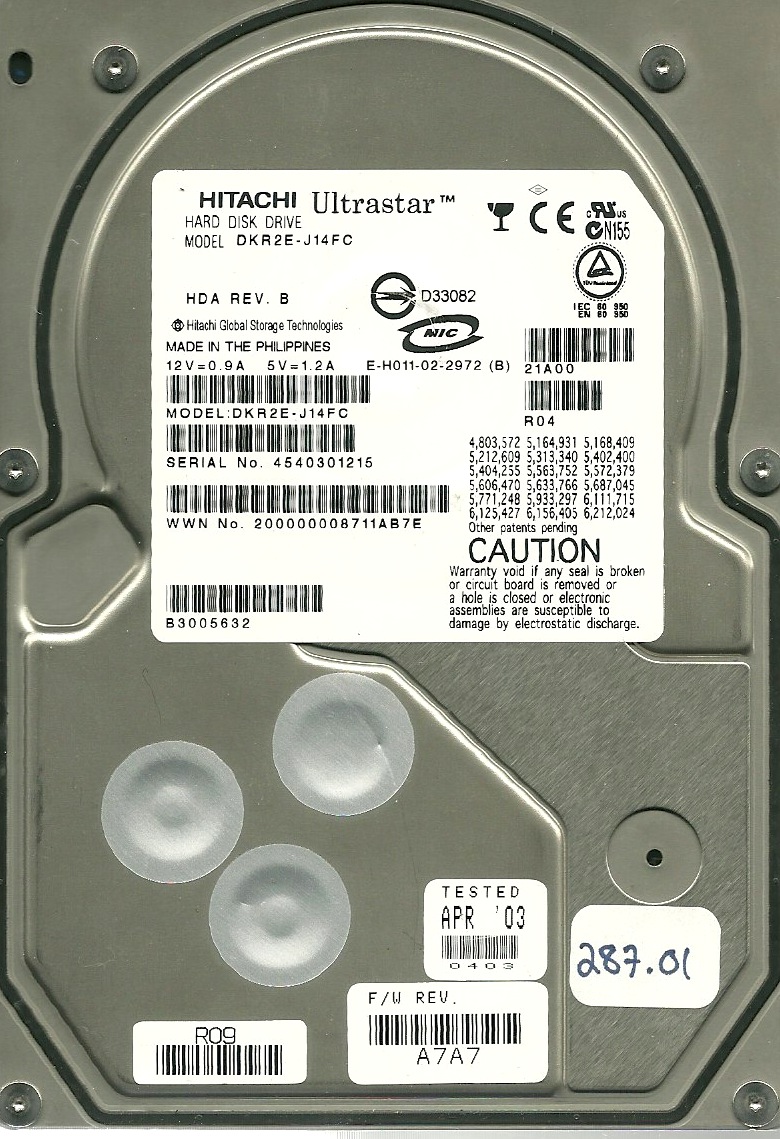 HITACHI Ultrastar™
HARD DISK DRIVE
MODEL DKR2E-J14FC
CE
c UR us
N155
HDA REV. B
D33082
TÜV Rheinland
IEC 60 950
EN 60 950
Hitachi Global Storage Technologies
NIC
MADE IN THE PHILIPPINES
12V=0.9A 5V=1.2A E-H011-02-2972 (B)
21A00
MODEL:DKR2E-J14FC
R04
SERIAL No. 4540301215
4,803,572 5,164,931 5,168,409
5,212,609 5,313,340 5,402,400
5,404,255 5,563,752 5,572,379
5,606,470 5,633,766 5,687,045
5,771,248 5,933,297 6,111,715
6,125,427 6,156,405 6,212,024
Other patents pending
WWN No. 200000008711AB7E
CAUTION
Warranty void if any seal is broken
or circuit board is removed or
a hole is closed or electronic
assemblies are susceptible to
damage by electrostatic discharge.
B3005632
TESTED
APR '03
0403
287.01
F/W REV.
A7A7
R09